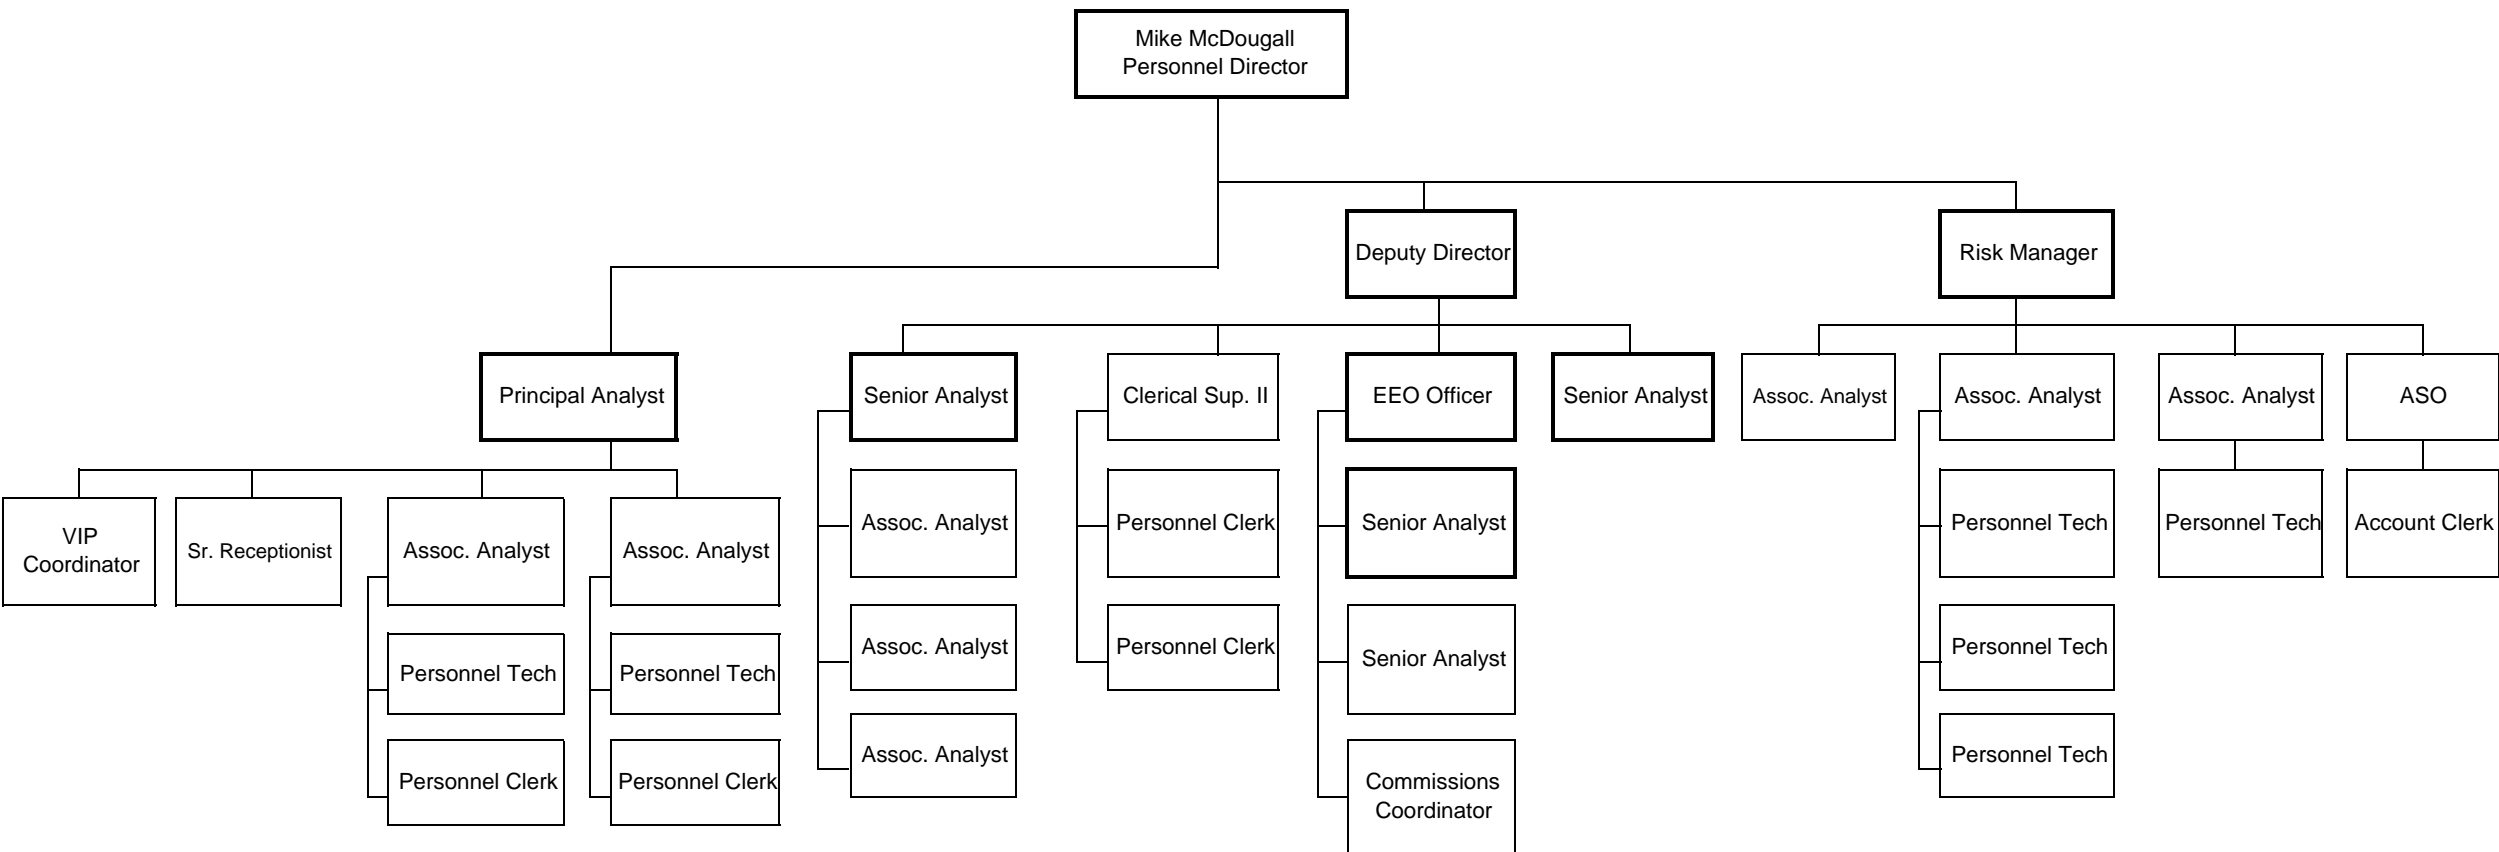 Mike McDougall
Personnel Director
Deputy Director
Risk Manager
Principal Analyst
Senior Analyst
Clerical Sup. II
EEO Officer
Senior Analyst
Assoc. Analyst
Assoc. Analyst
Assoc. Analyst
ASO
VIP
Coordinator
Sr. Receptionist
Assoc. Analyst
Assoc. Analyst
Assoc. Analyst
Personnel Clerk
Senior Analyst
Personnel Tech
Personnel Tech
Account Clerk
Personnel Tech
Personnel Tech
Assoc. Analyst
Personnel Clerk
Senior Analyst
Personnel Tech
Personnel Clerk
Personnel Clerk
Assoc. Analyst
Commissions
Coordinator
Personnel Tech